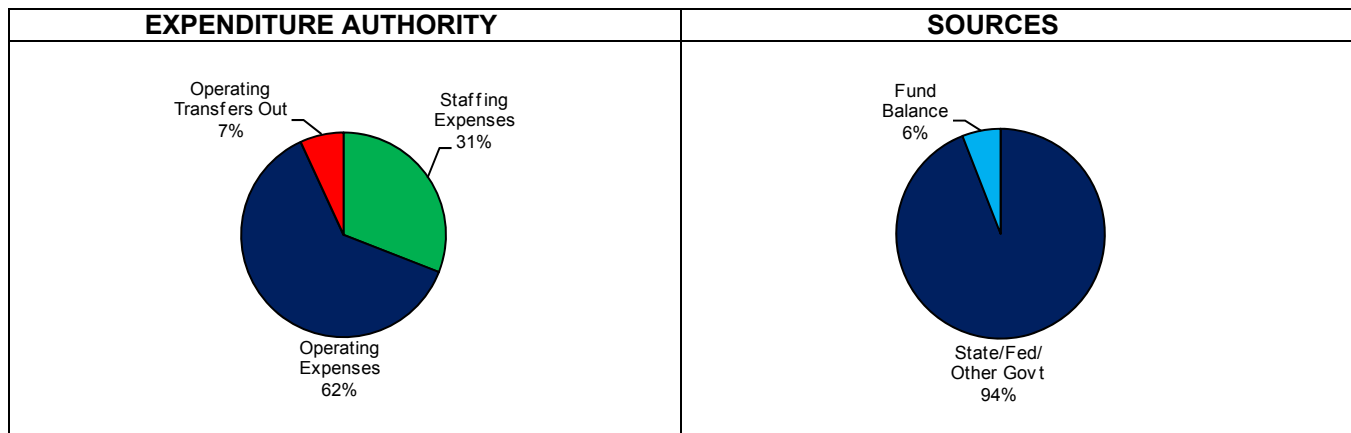 EXPENDITURE AUTHORITY
Operating
Transfers Out
7%
Staffing
Expenses
31%
Operating
Expenses
62%
SOURCES
Fund
Balance
6%
State/Fed/
Other Govt
94%